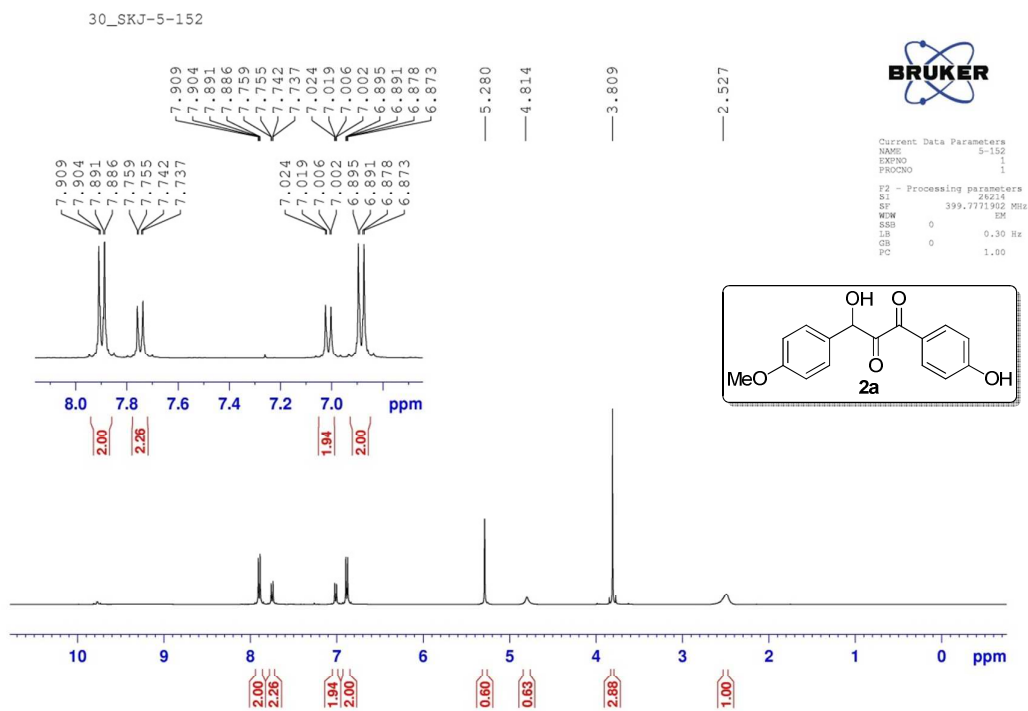 30_SKJ-5-152
7.909
7.904
7.891
7.886
7.759
7.755
7.742
7.737
7.024
7.019
7.006
7.002
6.895
6.891
6.878
6.873
5.280
4.814
3.809
2.527
BRUKER
Current Data Parameters
NAME 5-152
EXPNO 1
PROCNO 1
F2 - Processing parameters
SI 26214
SF 399.7771902 MHz
WDW EM
SSB 0
LB 0.30 Hz
GB 0
PC 1.00
7.909
7.904
7.891
7.886
7.759
7.755
7.742
7.737
7.024
7.019
7.006
7.002
6.895
6.891
6.878
6.873
OH O
O
MeO OH
2a
8.0 7.8 7.6 7.4 7.2 7.0 ppm
2.00 2.26 1.94 2.00
10 9 8 7 6 5 4 3 2 1 0 ppm
2.00 2.26 1.94 2.00 0.60 0.63 2.88 1.00